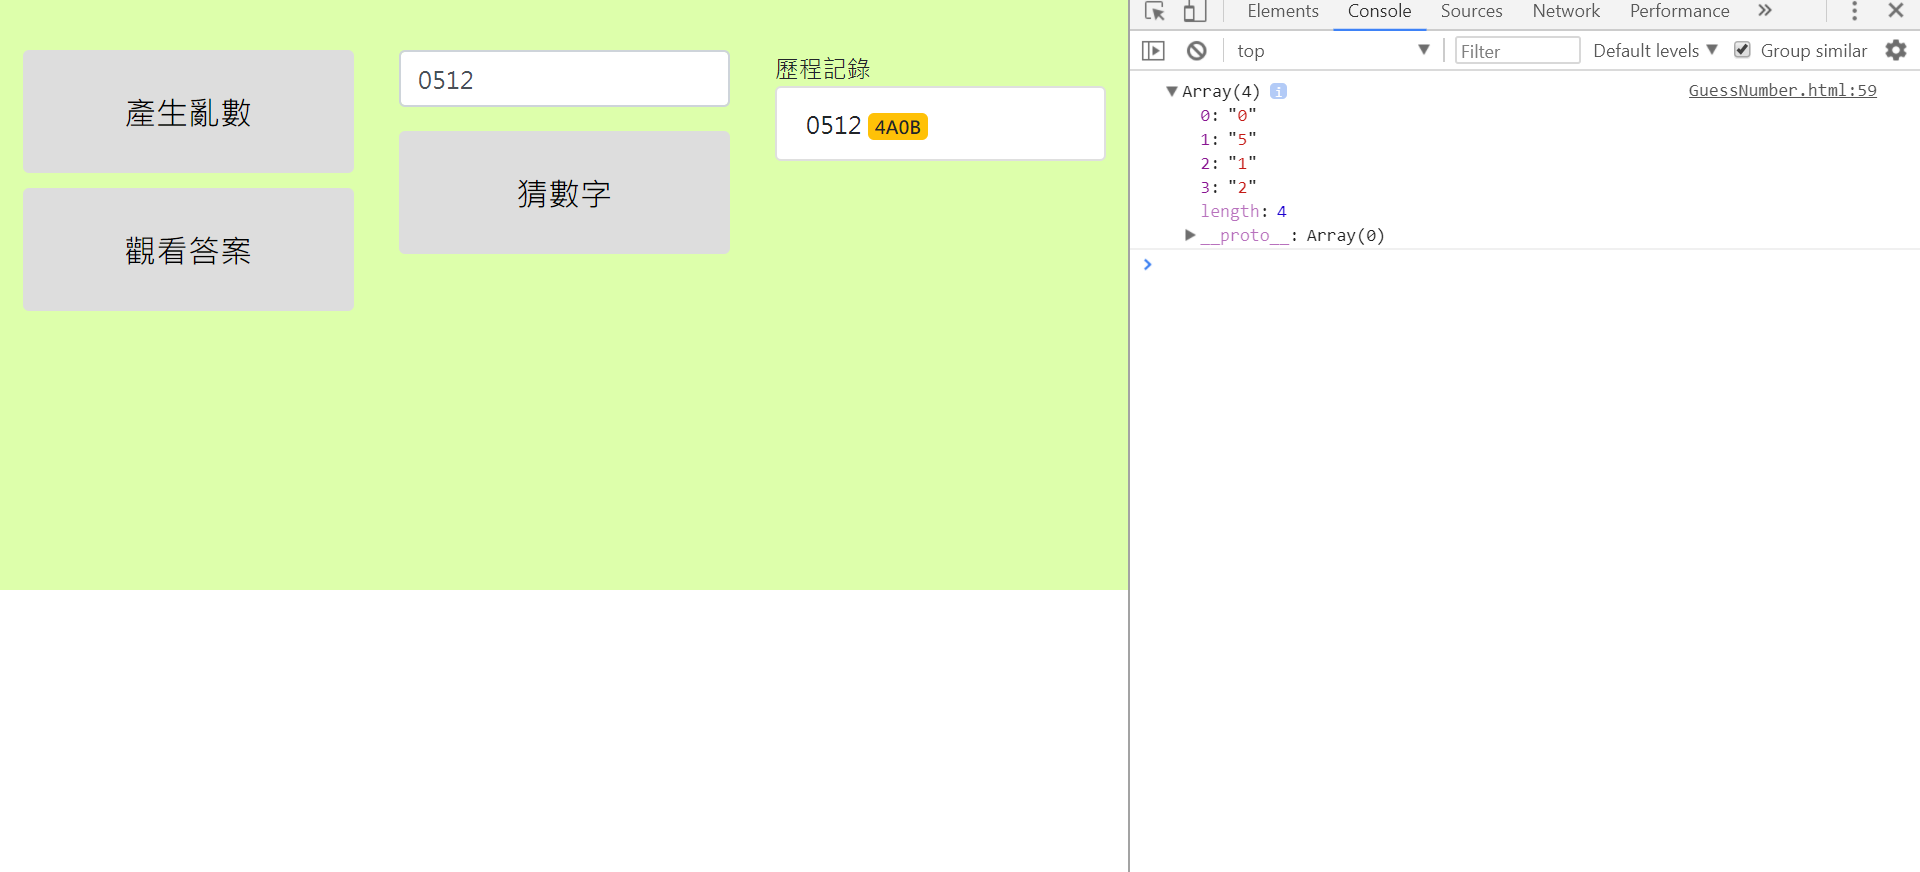 產生亂數
觀看答案
0512
猜數字
歷程記錄
0512 4A0B
Elements Console Sources Network Performance »
top Filter Default levels Group similar
Array(4) i GuessNumber.html:59
0: "0"
1: "5"
2: "1"
3: "2"
length: 4
__proto__: Array(0)